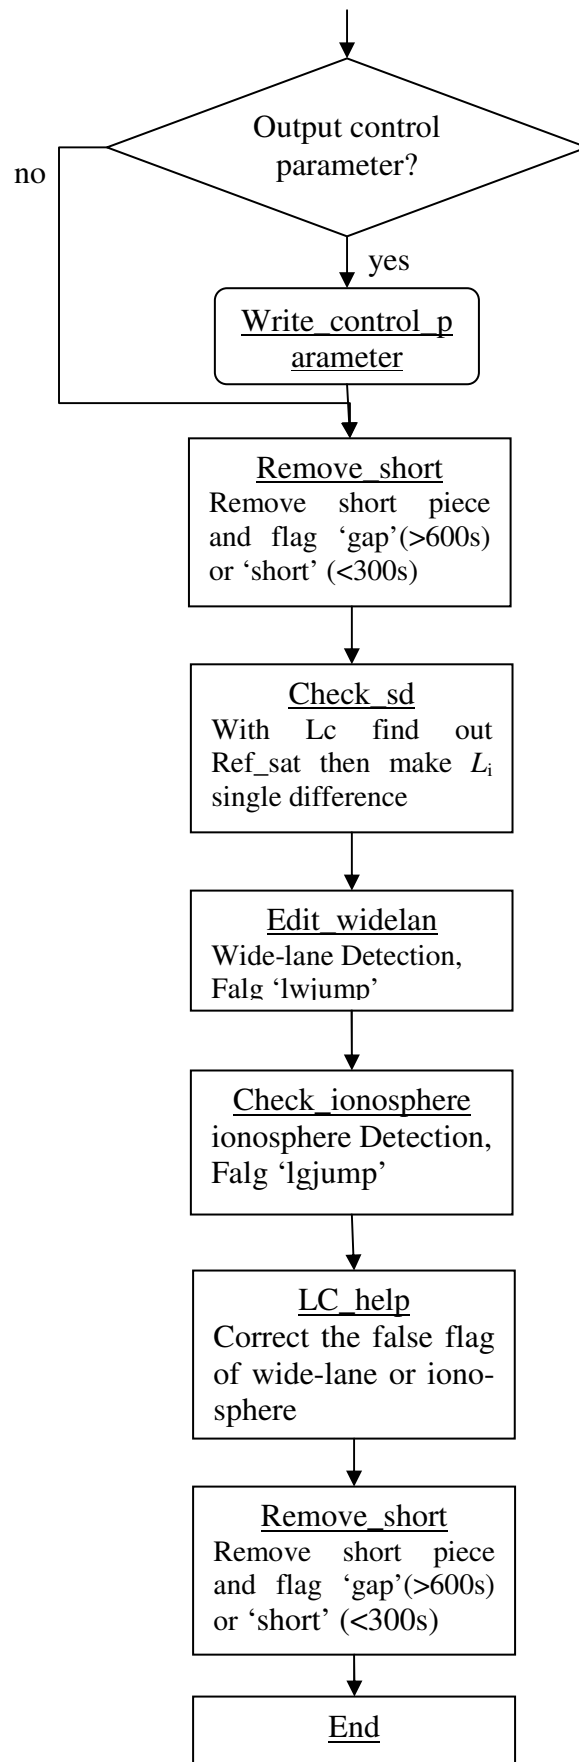 Output control
parameter?
no
yes
Write_control_p
arameter
Remove_short
Remove short piece
and flag ‘gap’(>600s)
or ‘short’ (<300s)
Check_sd
With Lc find out
Ref_sat then make Li
single difference
Edit_widelan
Wide-lane Detection,
Falg ‘lwjump’
Check_ionosphere
ionosphere Detection,
Falg ‘lgjump’
LC_help
Correct the false flag
of wide-lane or iono-
sphere
Remove_short
Remove short piece
and flag ‘gap’(>600s)
or ‘short’ (<300s)
End